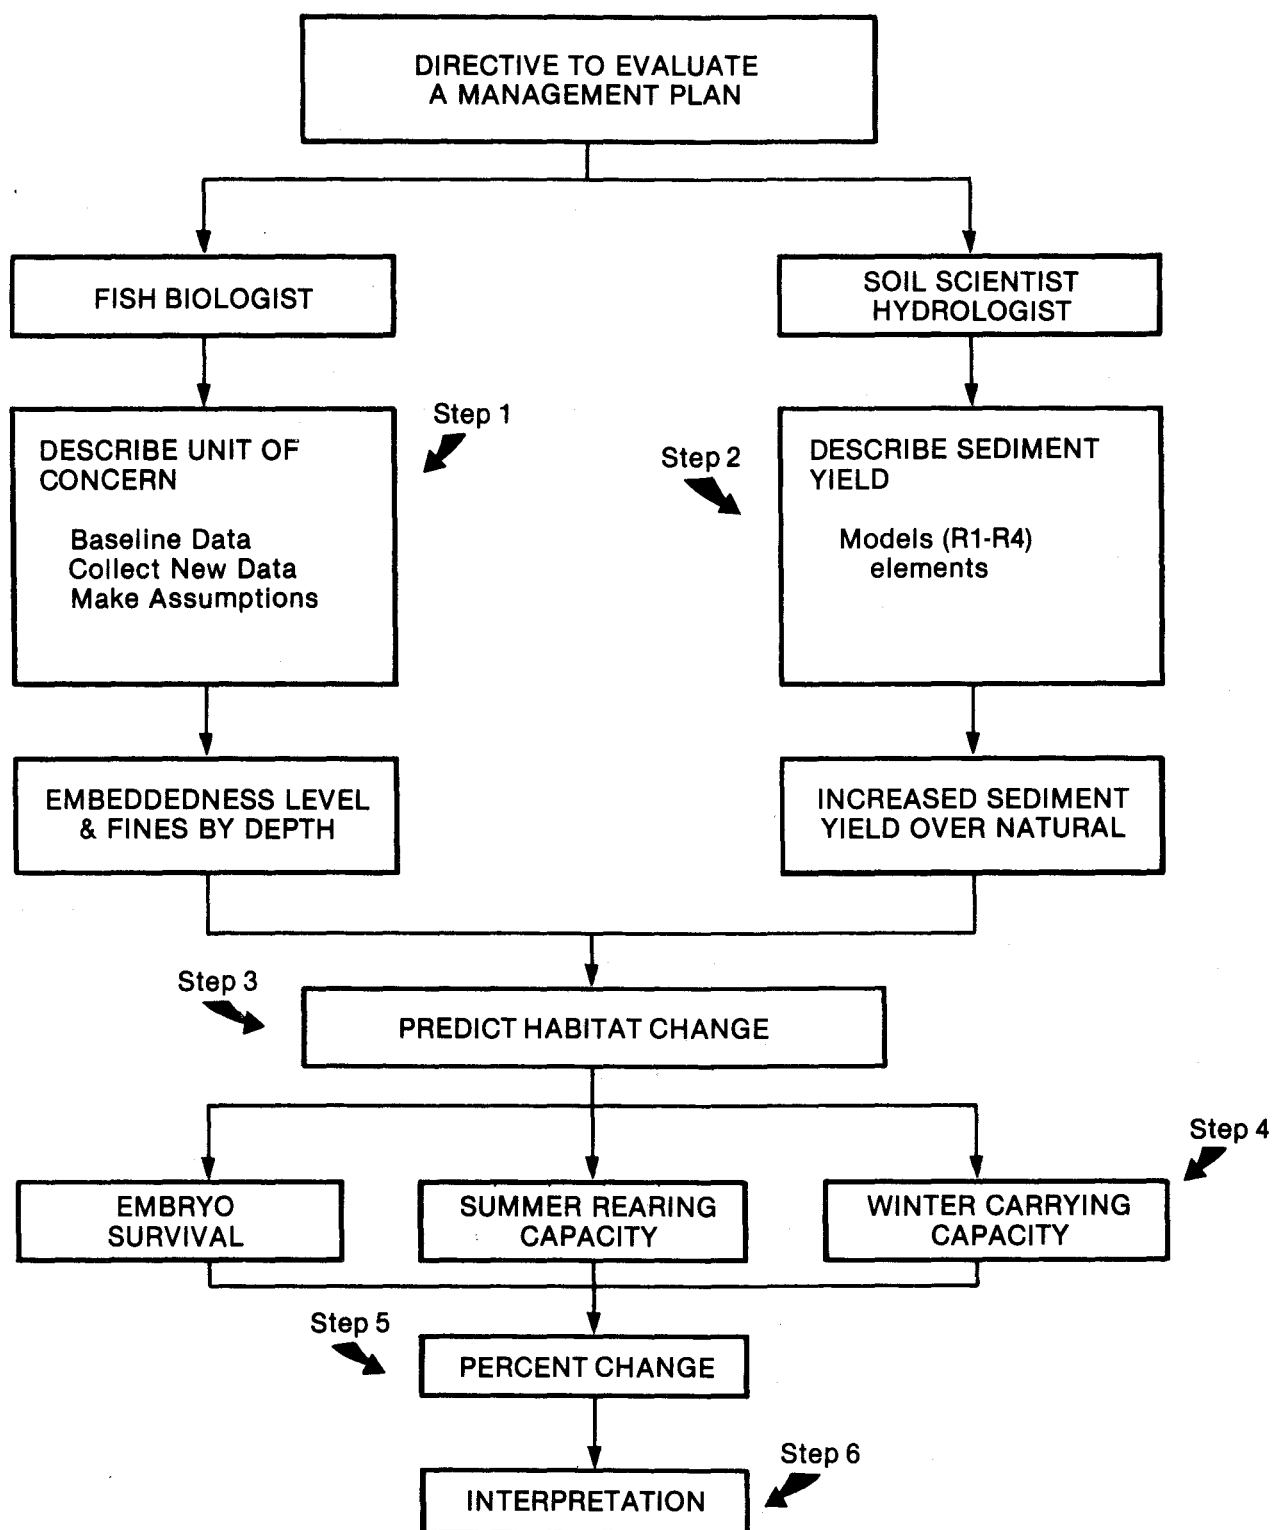 DIRECTIVE TO EVALUATE
A MANAGEMENT PLAN
FISH BIOLOGIST
SOIL SCIENTIST
HYDROLOGIST
Step 1
DESCRIBE UNIT OF
CONCERN
Baseline Data
Collect New Data
Make Assumptions
Step 2
DESCRIBE SEDIMENT
YIELD
Models (R1-R4)
elements
EMBEDDEDNESS LEVEL
& FINES BY DEPTH
INCREASED SEDIMENT
YIELD OVER NATURAL
Step 3
PREDICT HABITAT CHANGE
Step 4
EMBRYO
SURVIVAL
SUMMER REARING
CAPACITY
WINTER CARRYING
CAPACITY
Step 5
PERCENT CHANGE
Step 6
INTERPRETATION